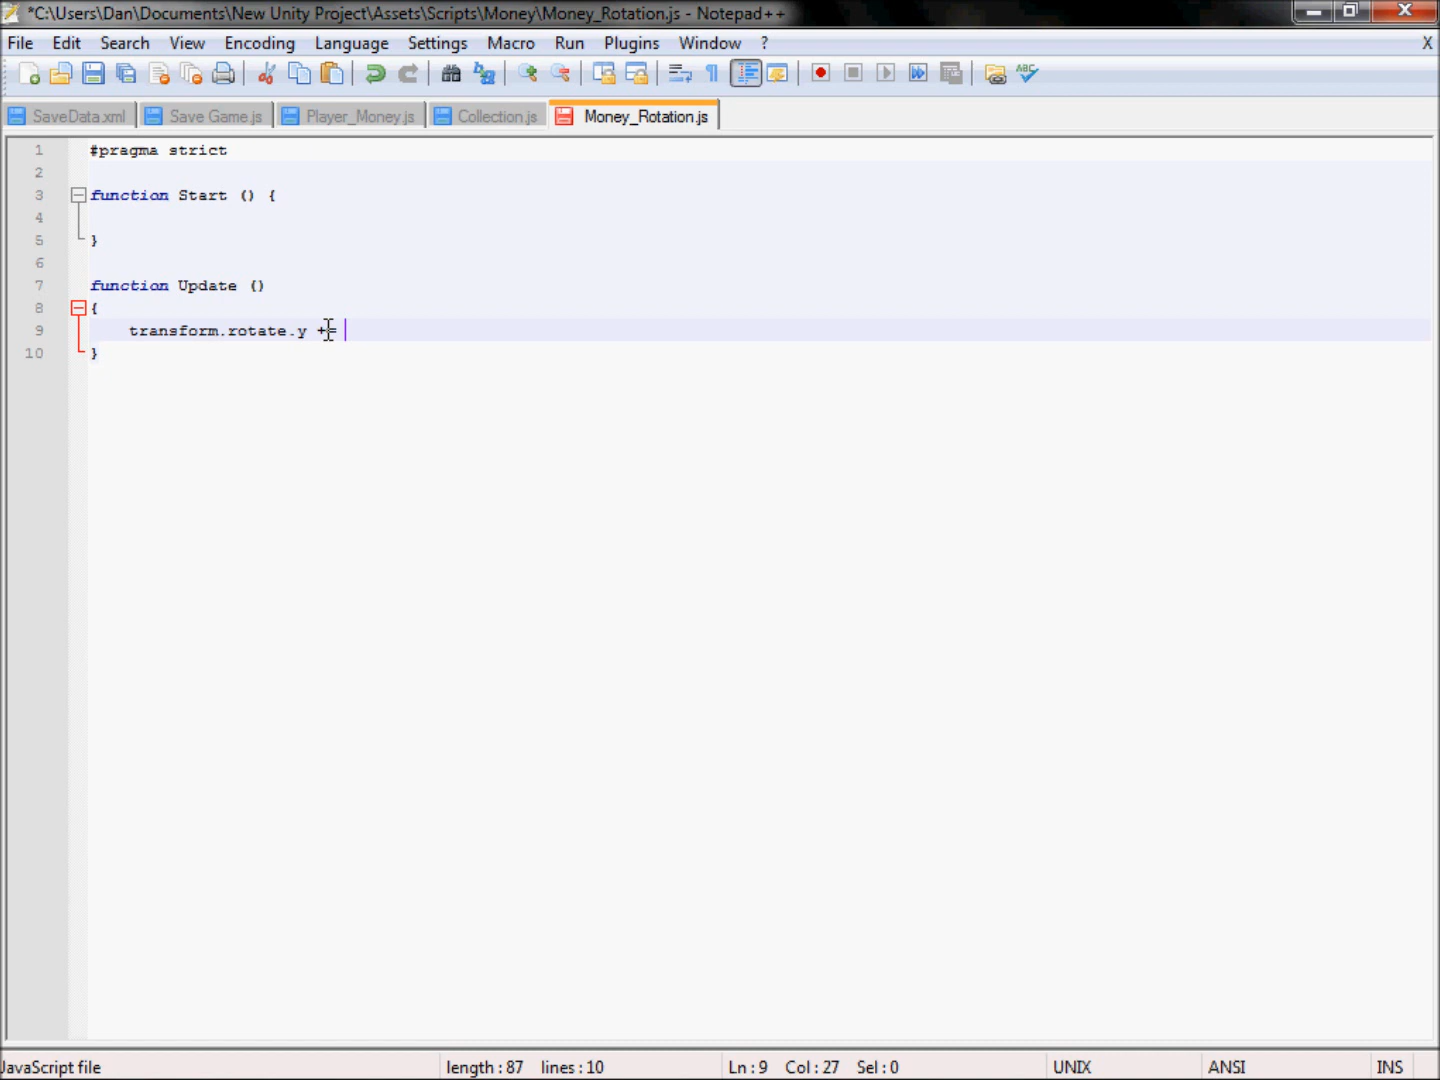 *C:\Users\Dan\Documents\New Unity Project\Assets\Scripts\Money\Money_Rotation.js - Notepad++
File Edit Search View Encoding Language Settings Macro Run Plugins Window ? X
SaveData.xml Save Game.js Player_Money.js Collection.js Money_Rotation.js
1 #pragma strict
2
3 function Start () {
4
5 }
6
7 function Update ()
8 {
9 transform.rotate.y +=
10 }
JavaScript file length : 87 lines : 10 Ln : 9 Col : 27 Sel : 0 UNIX ANSI INS